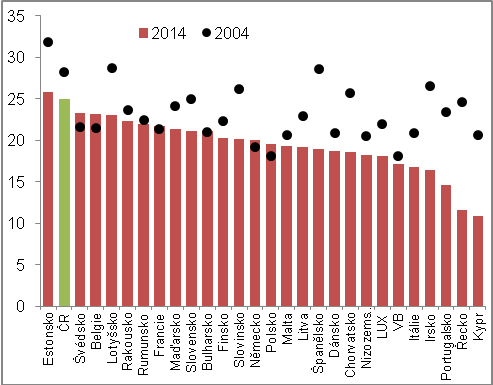 35
30
25
20
15
10
5
0
2014
2004
Estonsko
ČR
Švédsko
Belgie
Lotyšsko
Rakousko
Rumunsko
Francie
Maďarsko
Slovensko
Bulharsko
Finsko
Slovinsko
Německo
Polsko
Malta
Litva
Španělsko
Dánsko
Chorvatsko
Nizozems.
LUX
VB
Itálie
Irsko
Portugalsko
Řecko
Kypr